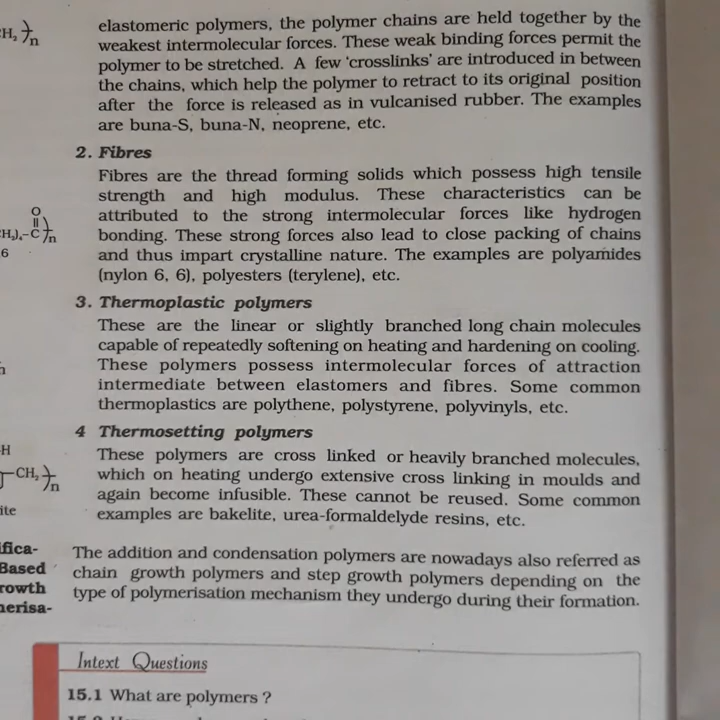 elastomeric polymers, the polymer chains are held together by the
weakest intermolecular forces. These weak binding forces permit the
polymer to be stretched. A few 'crosslinks' are introduced in between
the chains, which help the polymer to retract to its original position
after the force is released as in vulcanised rubber. The examples
are buna-S, buna-N, neoprene, etc.
2. Fibres
Fibres are the thread forming solids which possess high tensile
strength and high modulus. These characteristics can be
attributed to the strong intermolecular forces like hydrogen
bonding. These strong forces also lead to close packing of chains
and thus impart crystalline nature. The examples are polyamides
(nylon 6, 6), polyesters (terylene), etc.
3. Thermoplastic polymers
These are the linear or slightly branched long chain molecules
capable of repeatedly softening on heating and hardening on cooling.
These polymers possess intermolecular forces of attraction
intermediate between elastomers and fibres. Some common
thermoplastics are polythene, polystyrene, polyvinyls, etc.
4 Thermosetting polymers
These polymers are cross linked or heavily branched molecules,
which on heating undergo extensive cross linking in moulds and
again become infusible. These cannot be reused. Some common
examples are bakelite, urea-formaldelyde resins, etc.
The addition and condensation polymers are nowadays also referred as
chain growth polymers and step growth polymers depending on the
type of polymerisation mechanism they undergo during their formation.
Intext Questions
15.1 What are polymers ?